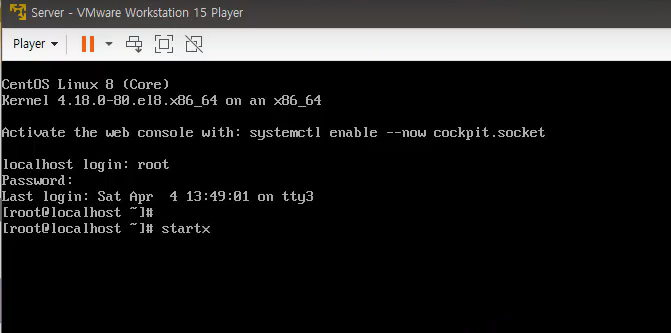 Server - VMware Workstation 15 Player
Player
CentOS Linux 8 (Core)
Kernel 4.18.0-80.el8.x86_64 on an x86_64
Activate the web console with: systemctl enable --now cockpit.socket
localhost login: root
Password:
Last login: Sat Apr  4 13:49:01 on tty3
[root@localhost ~]#
[root@localhost ~]# startx